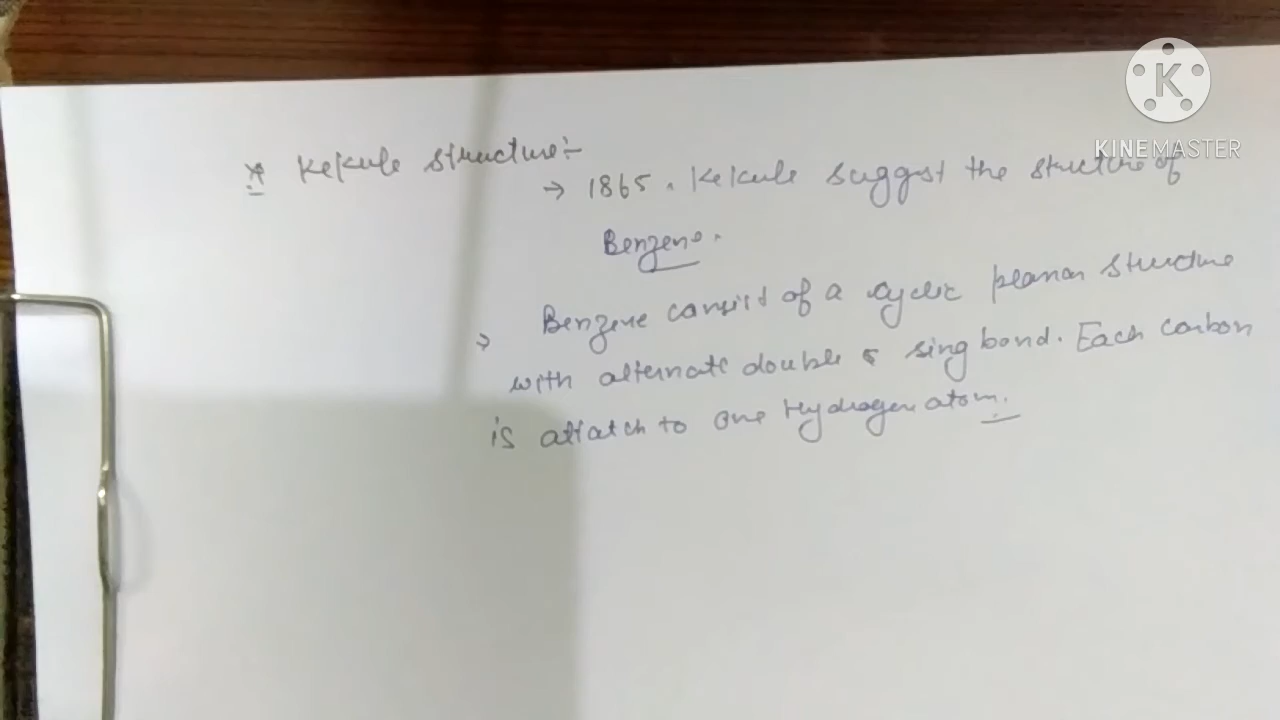 KINEMASTER
* Kekule structure:-
→ 1865. Kekule suggest the structure of
Benzene.
→ Benzene consist of a cyclic planar structure
with alternate double & sing bond. Each carbon
is attatch to one Hydrogen atom.